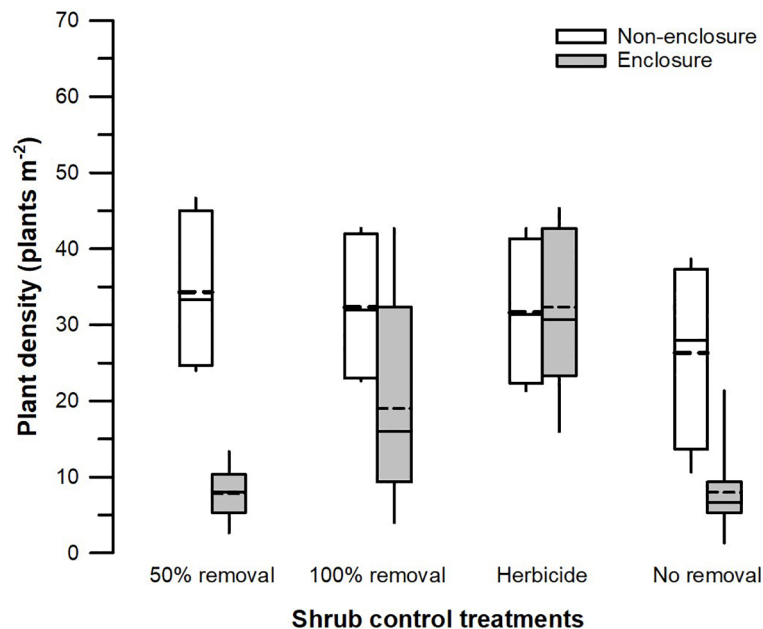 70
60
50
40
30
20
10
0
Plant density (plants m-2)
Non-enclosure
Enclosure
50% removal
100% removal
Herbicide
No removal
Shrub control treatments